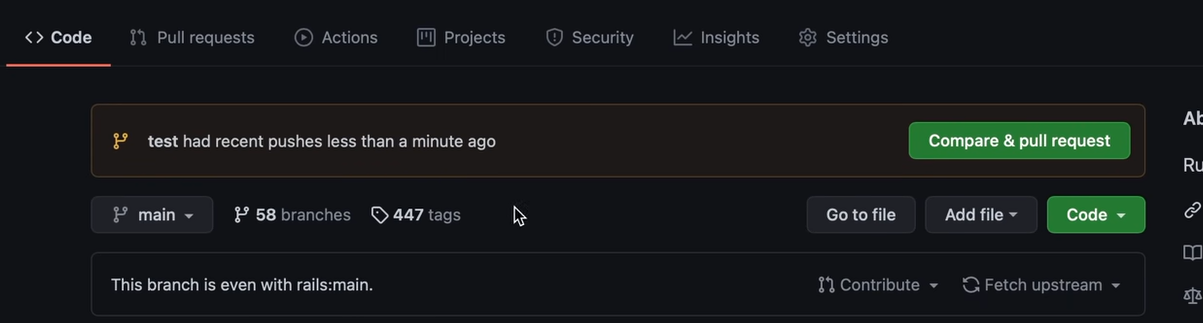 Code Pull requests Actions Projects Security Insights Settings
test had recent pushes less than a minute ago Compare & pull request
main 58 branches 447 tags Go to file Add file Code
This branch is even with rails:main. Contribute Fetch upstream